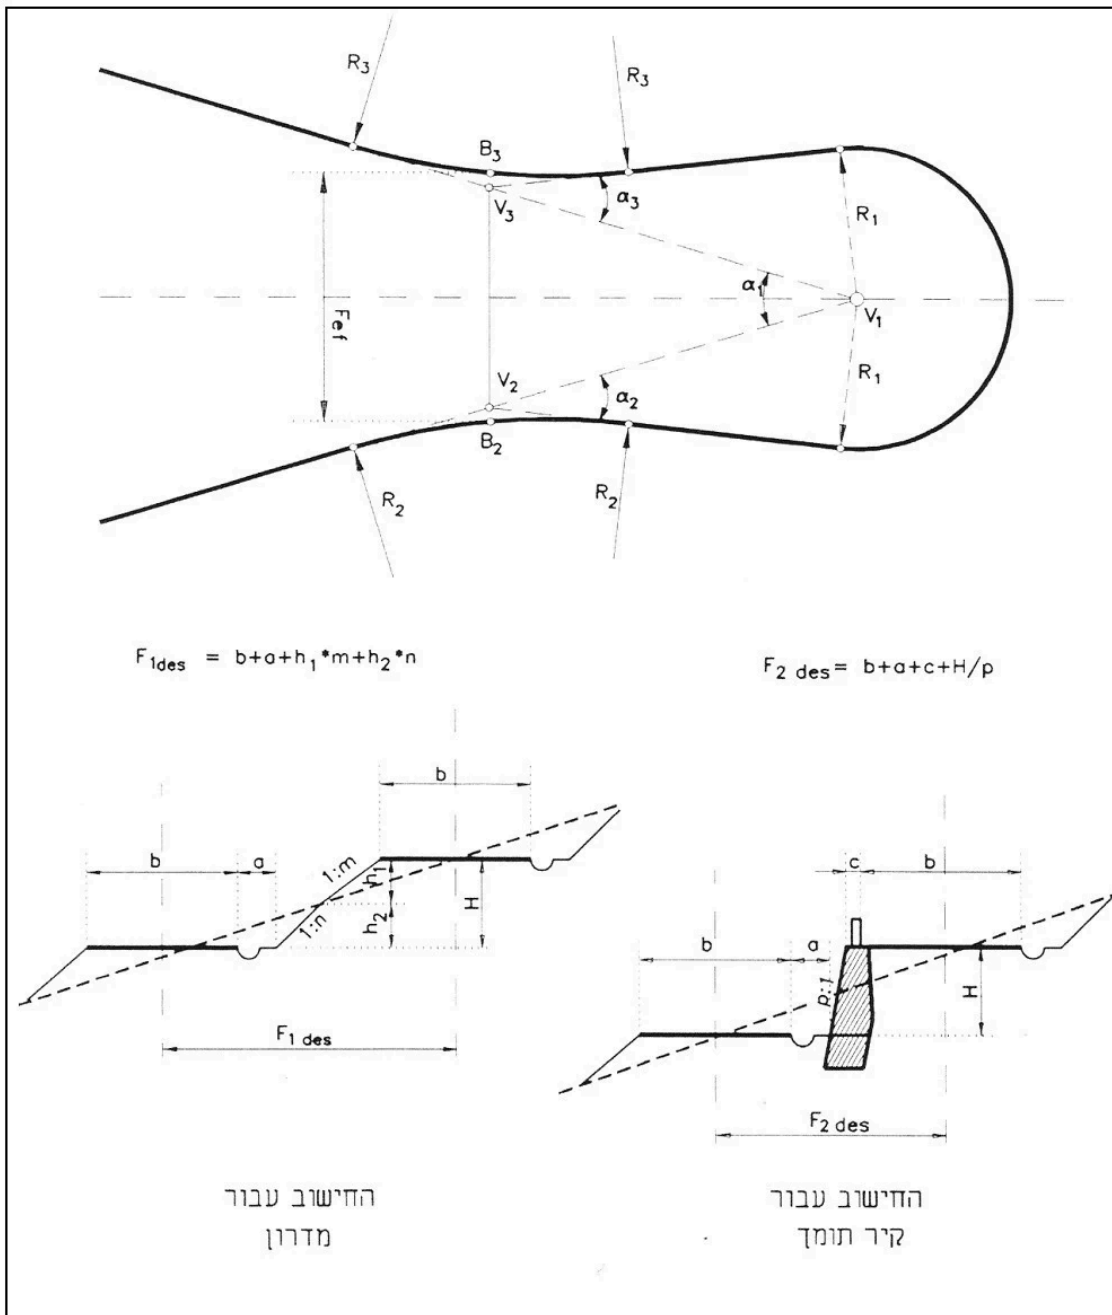 R3
R3
B3
V3
α3
R1
α1
V1
Fef
R1
V2
α2
B2
R2
R2
F1des = b+a+h1*m+h2*n
F2 des = b+a+c+H/p
b
b
a
1:m
h1
H
1:n
h2
F1 des
c
b
b
a
p:1
H
F2 des
החישוב עבור
מדרון
החישוב עבור
קיר תומך